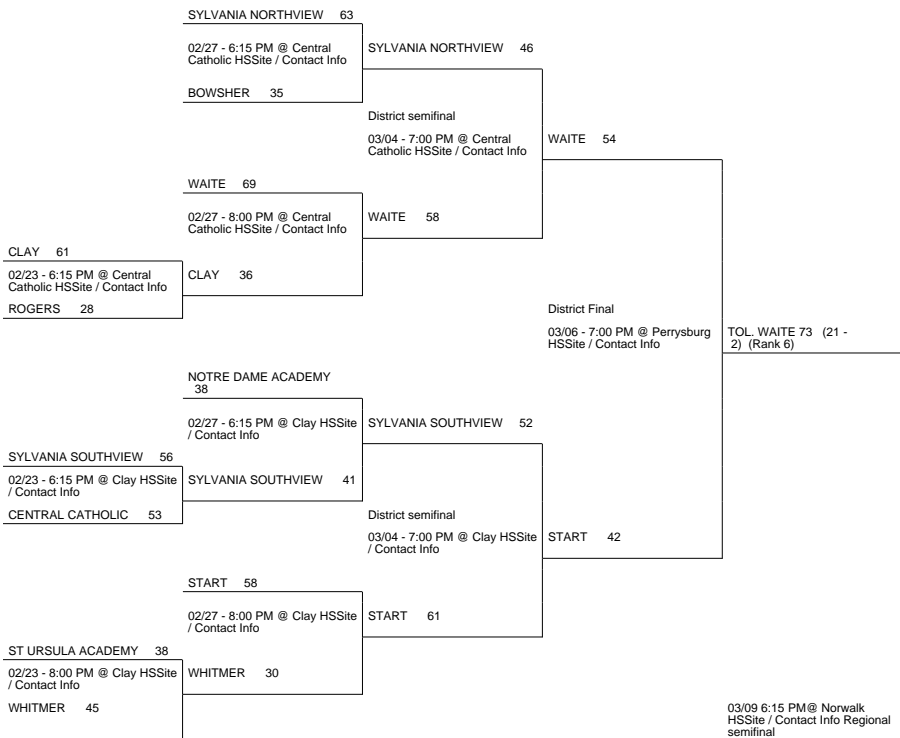 SYLVANIA NORTHVIEW 63
02/27 - 6:15 PM @ Central
Catholic HSSite / Contact Info
BOWSHER 35
SYLVANIA NORTHVIEW 46
District semifinal
03/04 - 7:00 PM @ Central
Catholic HSSite / Contact Info
WAITE 54
WAITE 69
02/27 - 8:00 PM @ Central
Catholic HSSite / Contact Info
WAITE 58
CLAY 61
02/23 - 6:15 PM @ Central
Catholic HSSite / Contact Info
ROGERS 28
CLAY 36
District Final
03/06 - 7:00 PM @ Perrysburg
HSSite / Contact Info
TOL. WAITE 73 (21 -
2) (Rank 6)
NOTRE DAME ACADEMY
38
02/27 - 6:15 PM @ Clay HSSite
/ Contact Info
SYLVANIA SOUTHVIEW 52
SYLVANIA SOUTHVIEW 56
02/23 - 6:15 PM @ Clay HSSite
/ Contact Info
CENTRAL CATHOLIC 53
SYLVANIA SOUTHVIEW 41
District semifinal
03/04 - 7:00 PM @ Clay HSSite
/ Contact Info
START 42
START 58
02/27 - 8:00 PM @ Clay HSSite
/ Contact Info
START 61
ST URSULA ACADEMY 38
02/23 - 8:00 PM @ Clay HSSite
/ Contact Info
WHITMER 45
WHITMER 30
03/09 6:15 PM@ Norwalk
HSSite / Contact Info Regional
semifinal